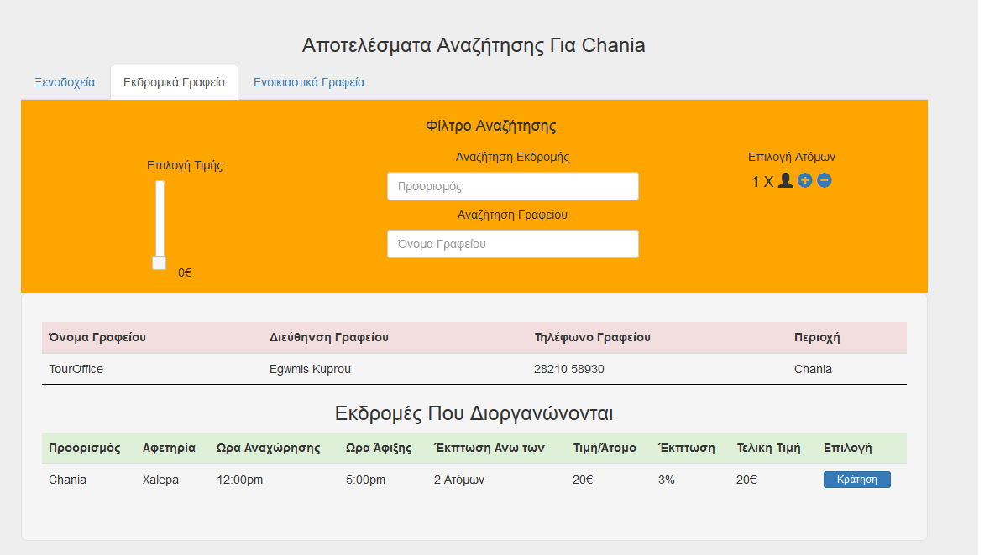 Αποτελέσματα Αναζήτησης Για Chania
Ξενοδοχεία Εκδρομικά Γραφεία Ενοικιαστικά Γραφεία
Φίλτρο Αναζήτησης
Επιλογή Τιμής Αναζήτηση Εκδρομής Επιλογή Ατόμων
Προορισμός 1 X
Αναζήτηση Γραφείου
Όνομα Γραφείου
0€
Όνομα Γραφείου Διεύθηνση Γραφείου Τηλέφωνο Γραφείου Περιοχή
TourOffice Egwmis Kuprou 28210 58930 Chania
Εκδρομές Που Διοργανώνονται
Προορισμός Αφετηρία Ωρα Αναχώρησης Ωρα Άφιξης Έκπτωση Ανω των Τιμή/Άτομο Έκπτωση Τελικη Τιμή Επιλογή
Chania Xalepa 12:00pm 5:00pm 2 Ατόμων 20€ 3% 20€ Κράτηση